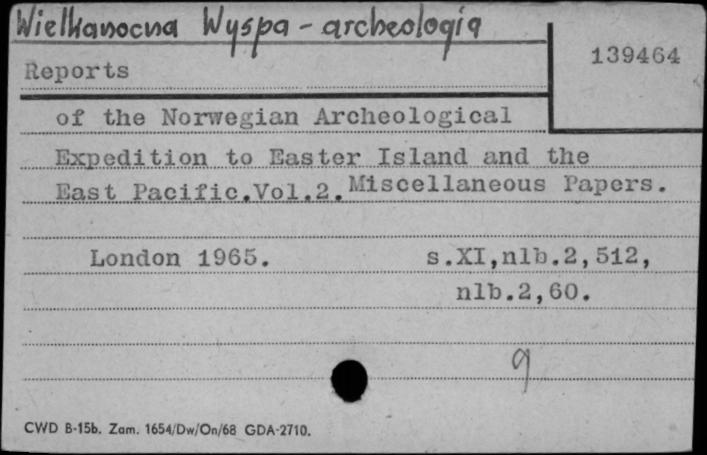 Wielkanocna Wyspa - archeologia
139464
Reports
of the Norwegian Archeological
Expedition to Easter Island and the
East Pacific.Vol.2. Miscellaneous Papers.
London 1965. s.XI,nlb.2,512,
nlb.2,60.
q
CWD B-15b. Zam. 1654/Dw/On/68 GDA-2710.